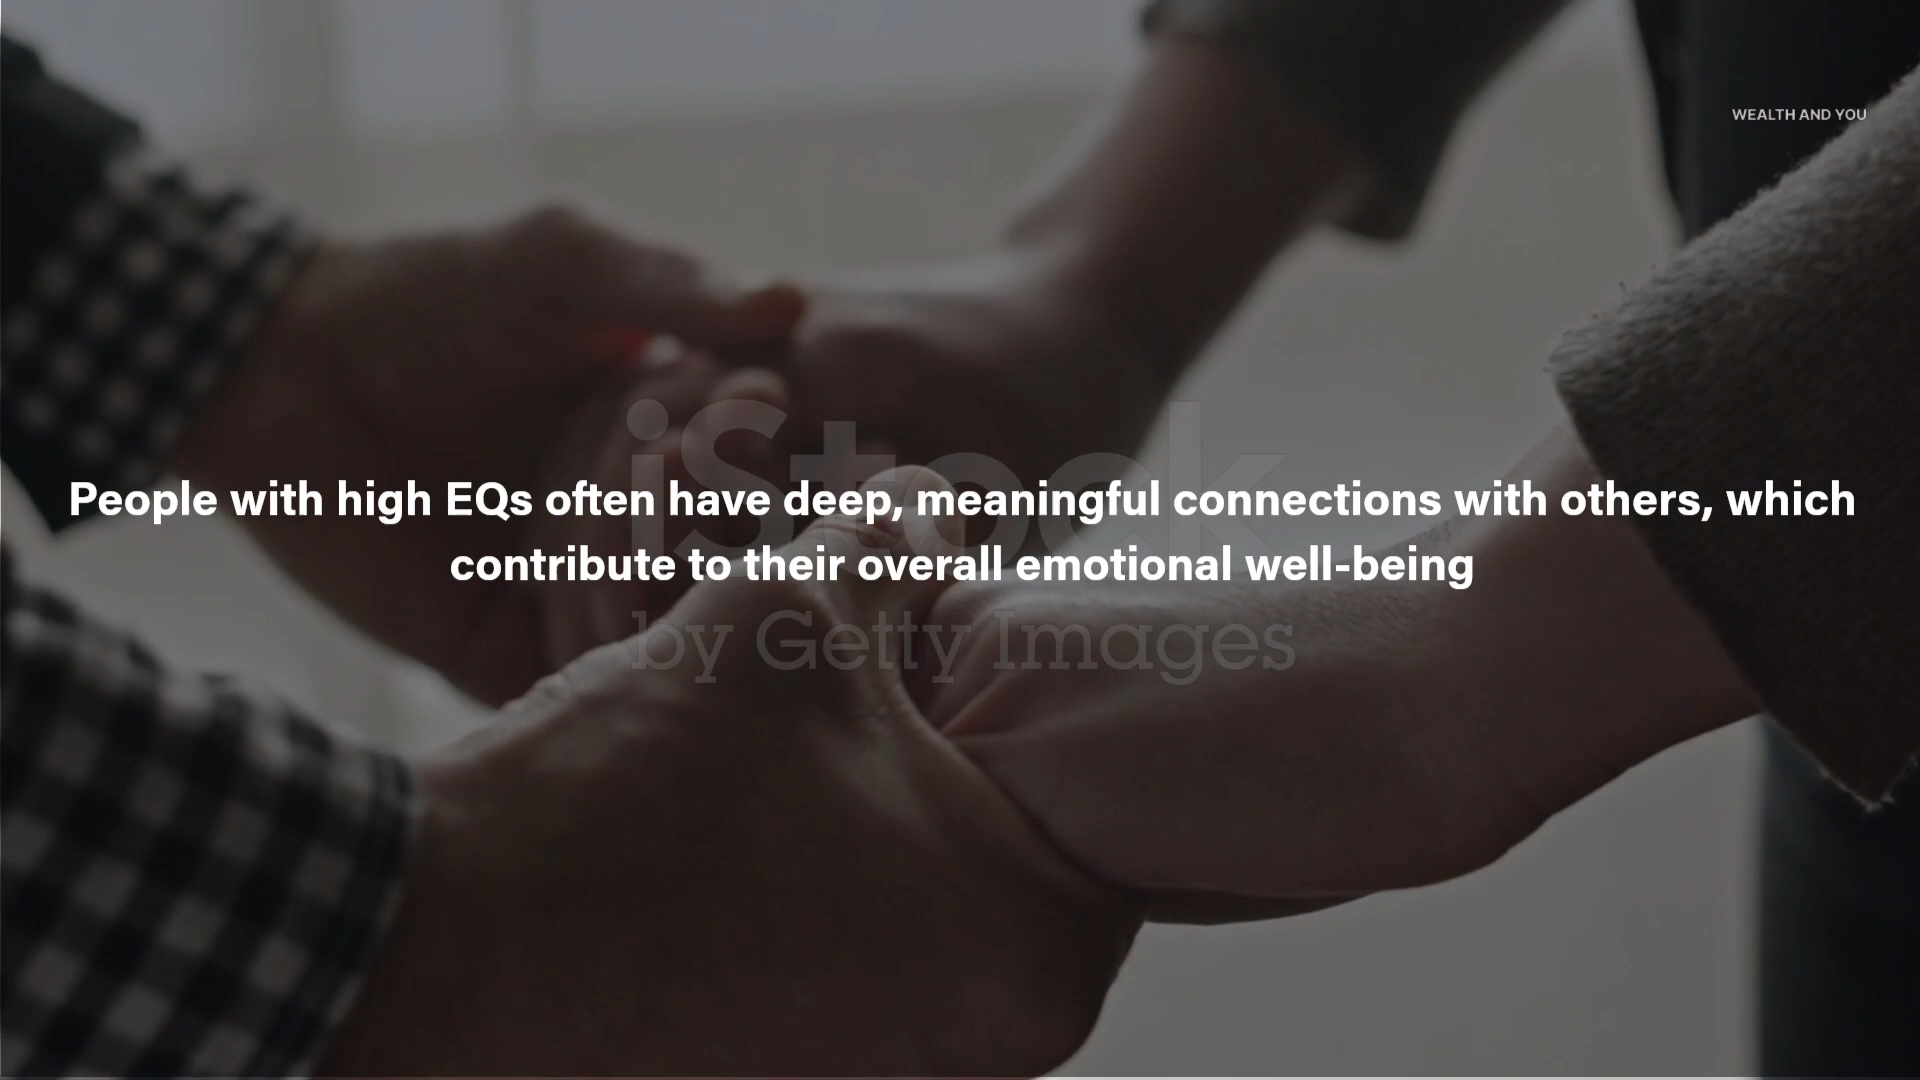 WEALTH AND YOU
People with high EQs often have deep, meaningful connections with others, which
contribute to their overall emotional well-being
iStock
by Getty Images